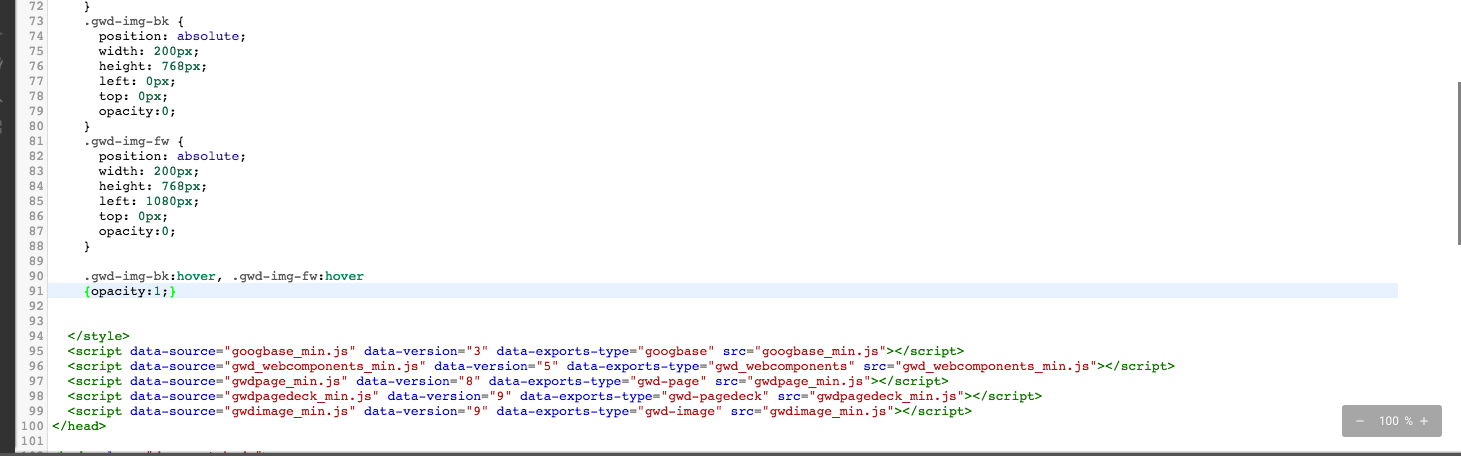 72 }
73 .gwd-img-bk {
74 position: absolute;
75 width: 200px;
76 height: 768px;
77 left: 0px;
78 top: 0px;
79 opacity:0;
80 }
81 .gwd-img-fw {
82 position: absolute;
83 width: 200px;
84 height: 768px;
85 left: 1080px;
86 top: 0px;
87 opacity:0;
88 }
89
90 .gwd-img-bk:hover, .gwd-img-fw:hover
91 {opacity:1;}
92
93
94 </style>
95 <script data-source="googbase_min.js" data-version="3" data-exports-type="googbase" src="googbase_min.js"></script>
96 <script data-source="gwd_webcomponents_min.js" data-version="5" data-exports-type="gwd_webcomponents" src="gwd_webcomponents_min.js"></script>
97 <script data-source="gwdpage_min.js" data-version="8" data-exports-type="gwd-page" src="gwdpage_min.js"></script>
98 <script data-source="gwdpagedeck_min.js" data-version="9" data-exports-type="gwd-pagedeck" src="gwdpagedeck_min.js"></script>
99 <script data-source="gwdimage_min.js" data-version="9" data-exports-type="gwd-image" src="gwdimage_min.js"></script>
100 </head>
101
− 100 % +